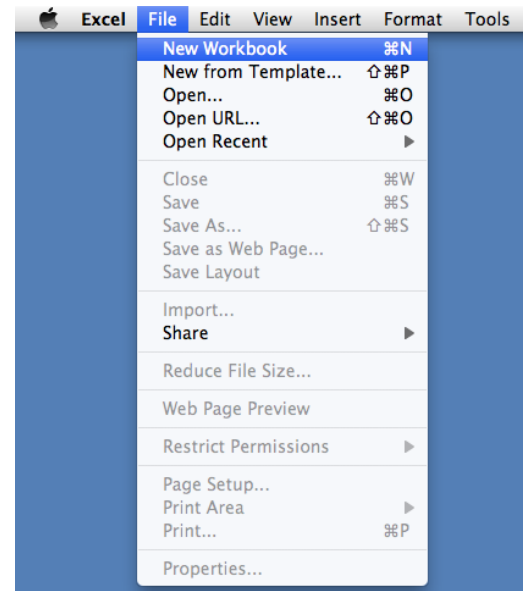 Excel File Edit View Insert Format Tools
New Workbook ⌘N
New from Template... ⇧⌘P
Open... ⌘O
Open URL... ⇧⌘O
Open Recent
Close ⌘W
Save ⌘S
Save As... ⇧⌘S
Save as Web Page...
Save Layout
Import...
Share
Reduce File Size...
Web Page Preview
Restrict Permissions
Page Setup...
Print Area
Print... ⌘P
Properties...